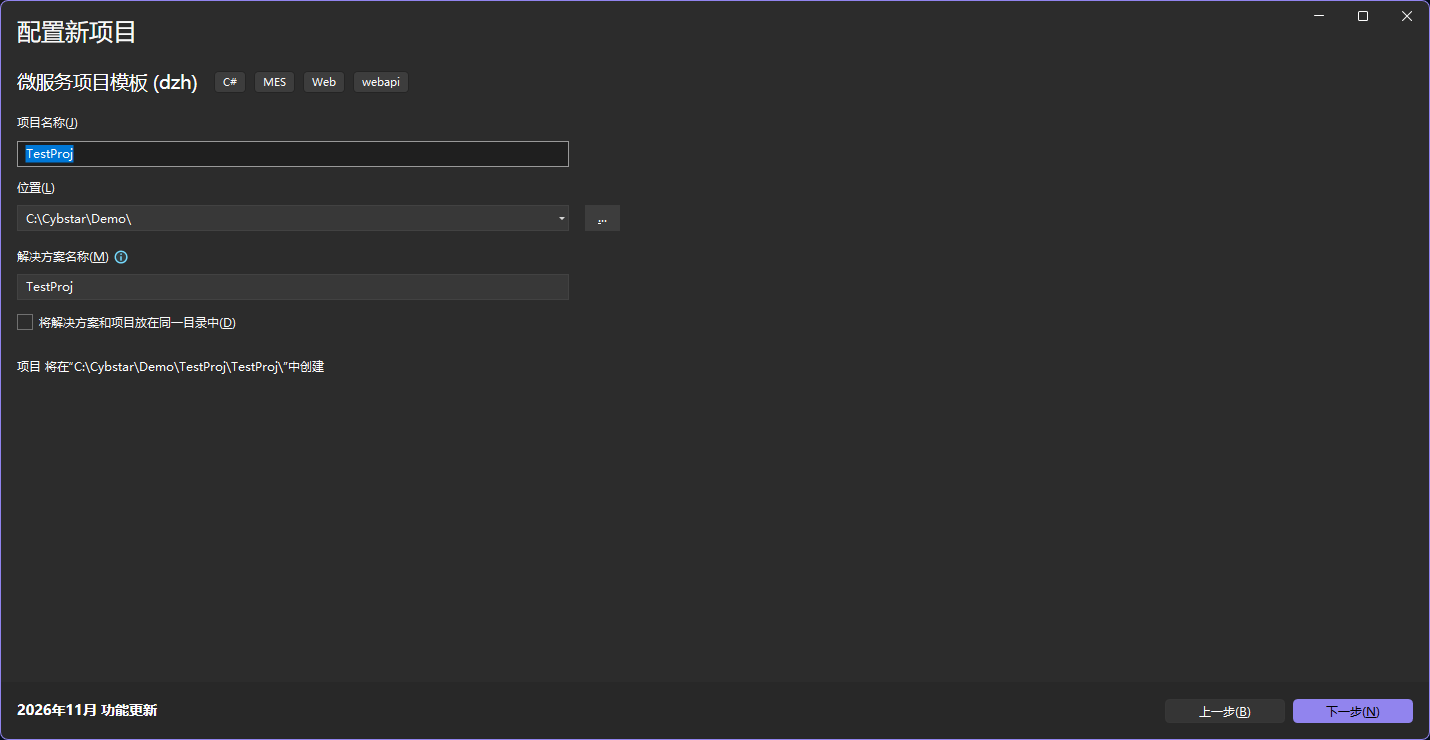 配置新项目
微服务项目模板 (dzh) C# MES Web webapi
项目名称(J)
TestProj
位置(L)
C:\Cybstar\Demo\ ...
解决方案名称(M)
TestProj
将解决方案和项目放在同一目录中(D)
项目 将在"C:\Cybstar\Demo\TestProj\TestProj\"中创建
2026年11月 功能更新 上一步(B) 下一步(N)